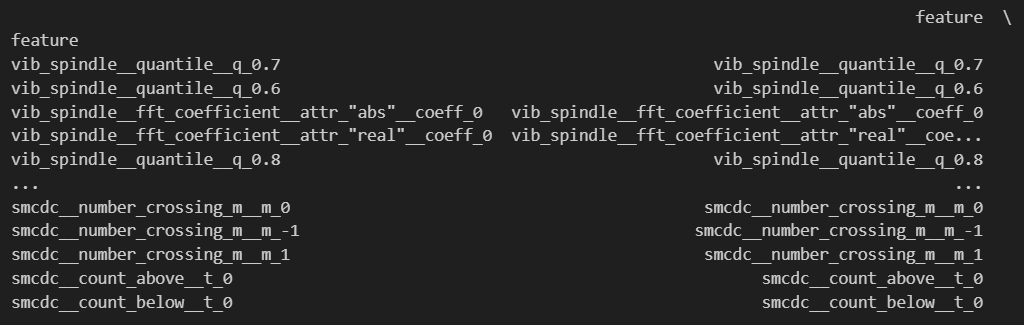 feature \
feature
vib_spindle__quantile__q_0.7 vib_spindle__quantile__q_0.7
vib_spindle__quantile__q_0.6 vib_spindle__quantile__q_0.6
vib_spindle__fft_coefficient__attr_"abs"__coeff_0 vib_spindle__fft_coefficient__attr_"abs"__coeff_0
vib_spindle__fft_coefficient__attr_"real"__coeff_0 vib_spindle__fft_coefficient__attr_"real"__coe...
vib_spindle__quantile__q_0.8 vib_spindle__quantile__q_0.8
... ...
smcdc__number_crossing_m__m_0 smcdc__number_crossing_m__m_0
smcdc__number_crossing_m__m_-1 smcdc__number_crossing_m__m_-1
smcdc__number_crossing_m__m_1 smcdc__number_crossing_m__m_1
smcdc__count_above__t_0 smcdc__count_above__t_0
smcdc__count_below__t_0 smcdc__count_below__t_0